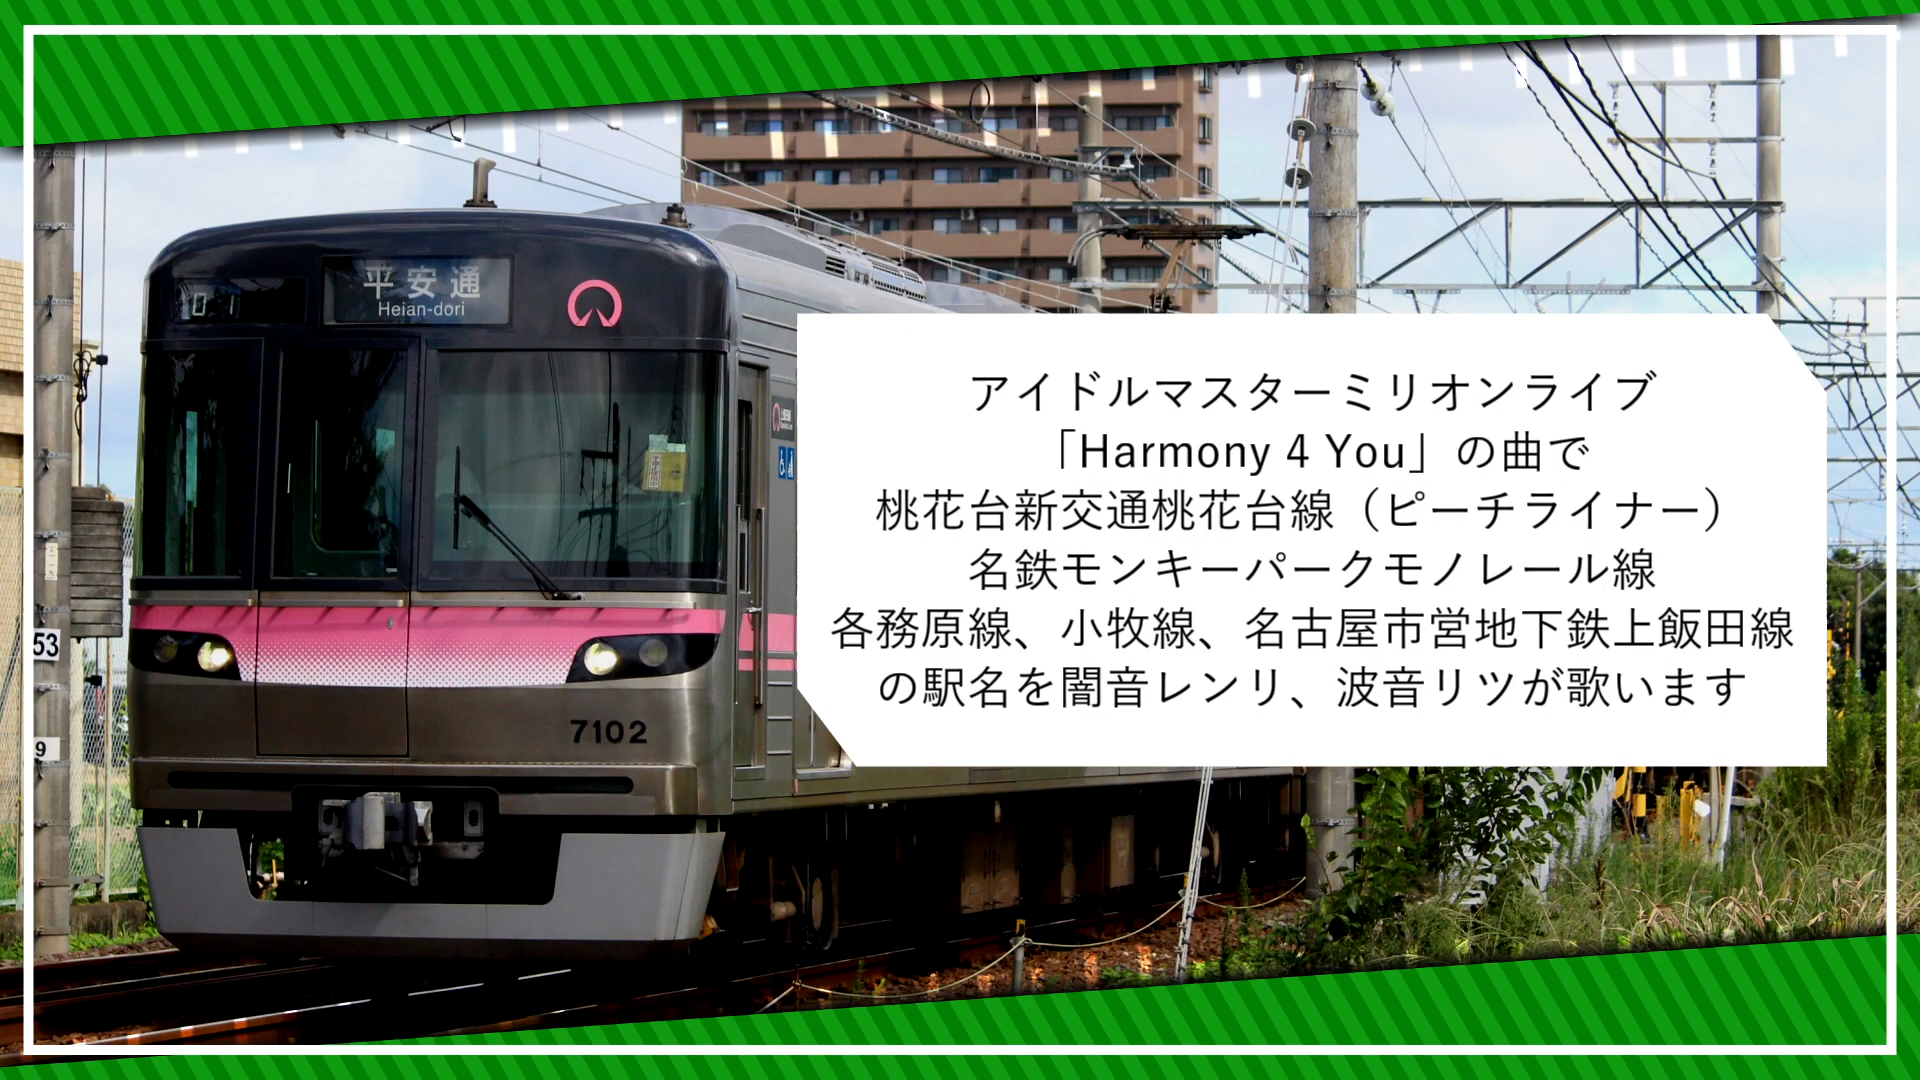 01
平安通
Heian-dori
アイドルマスターミリオンライブ
「Harmony 4 You」の曲で
桃花台新交通桃花台線（ピーチライナー）
名鉄モンキーパークモノレール線
各務原線、小牧線、名古屋市営地下鉄上飯田線
の駅名を闇音レンリ、波音リツが歌います
53
7102
9